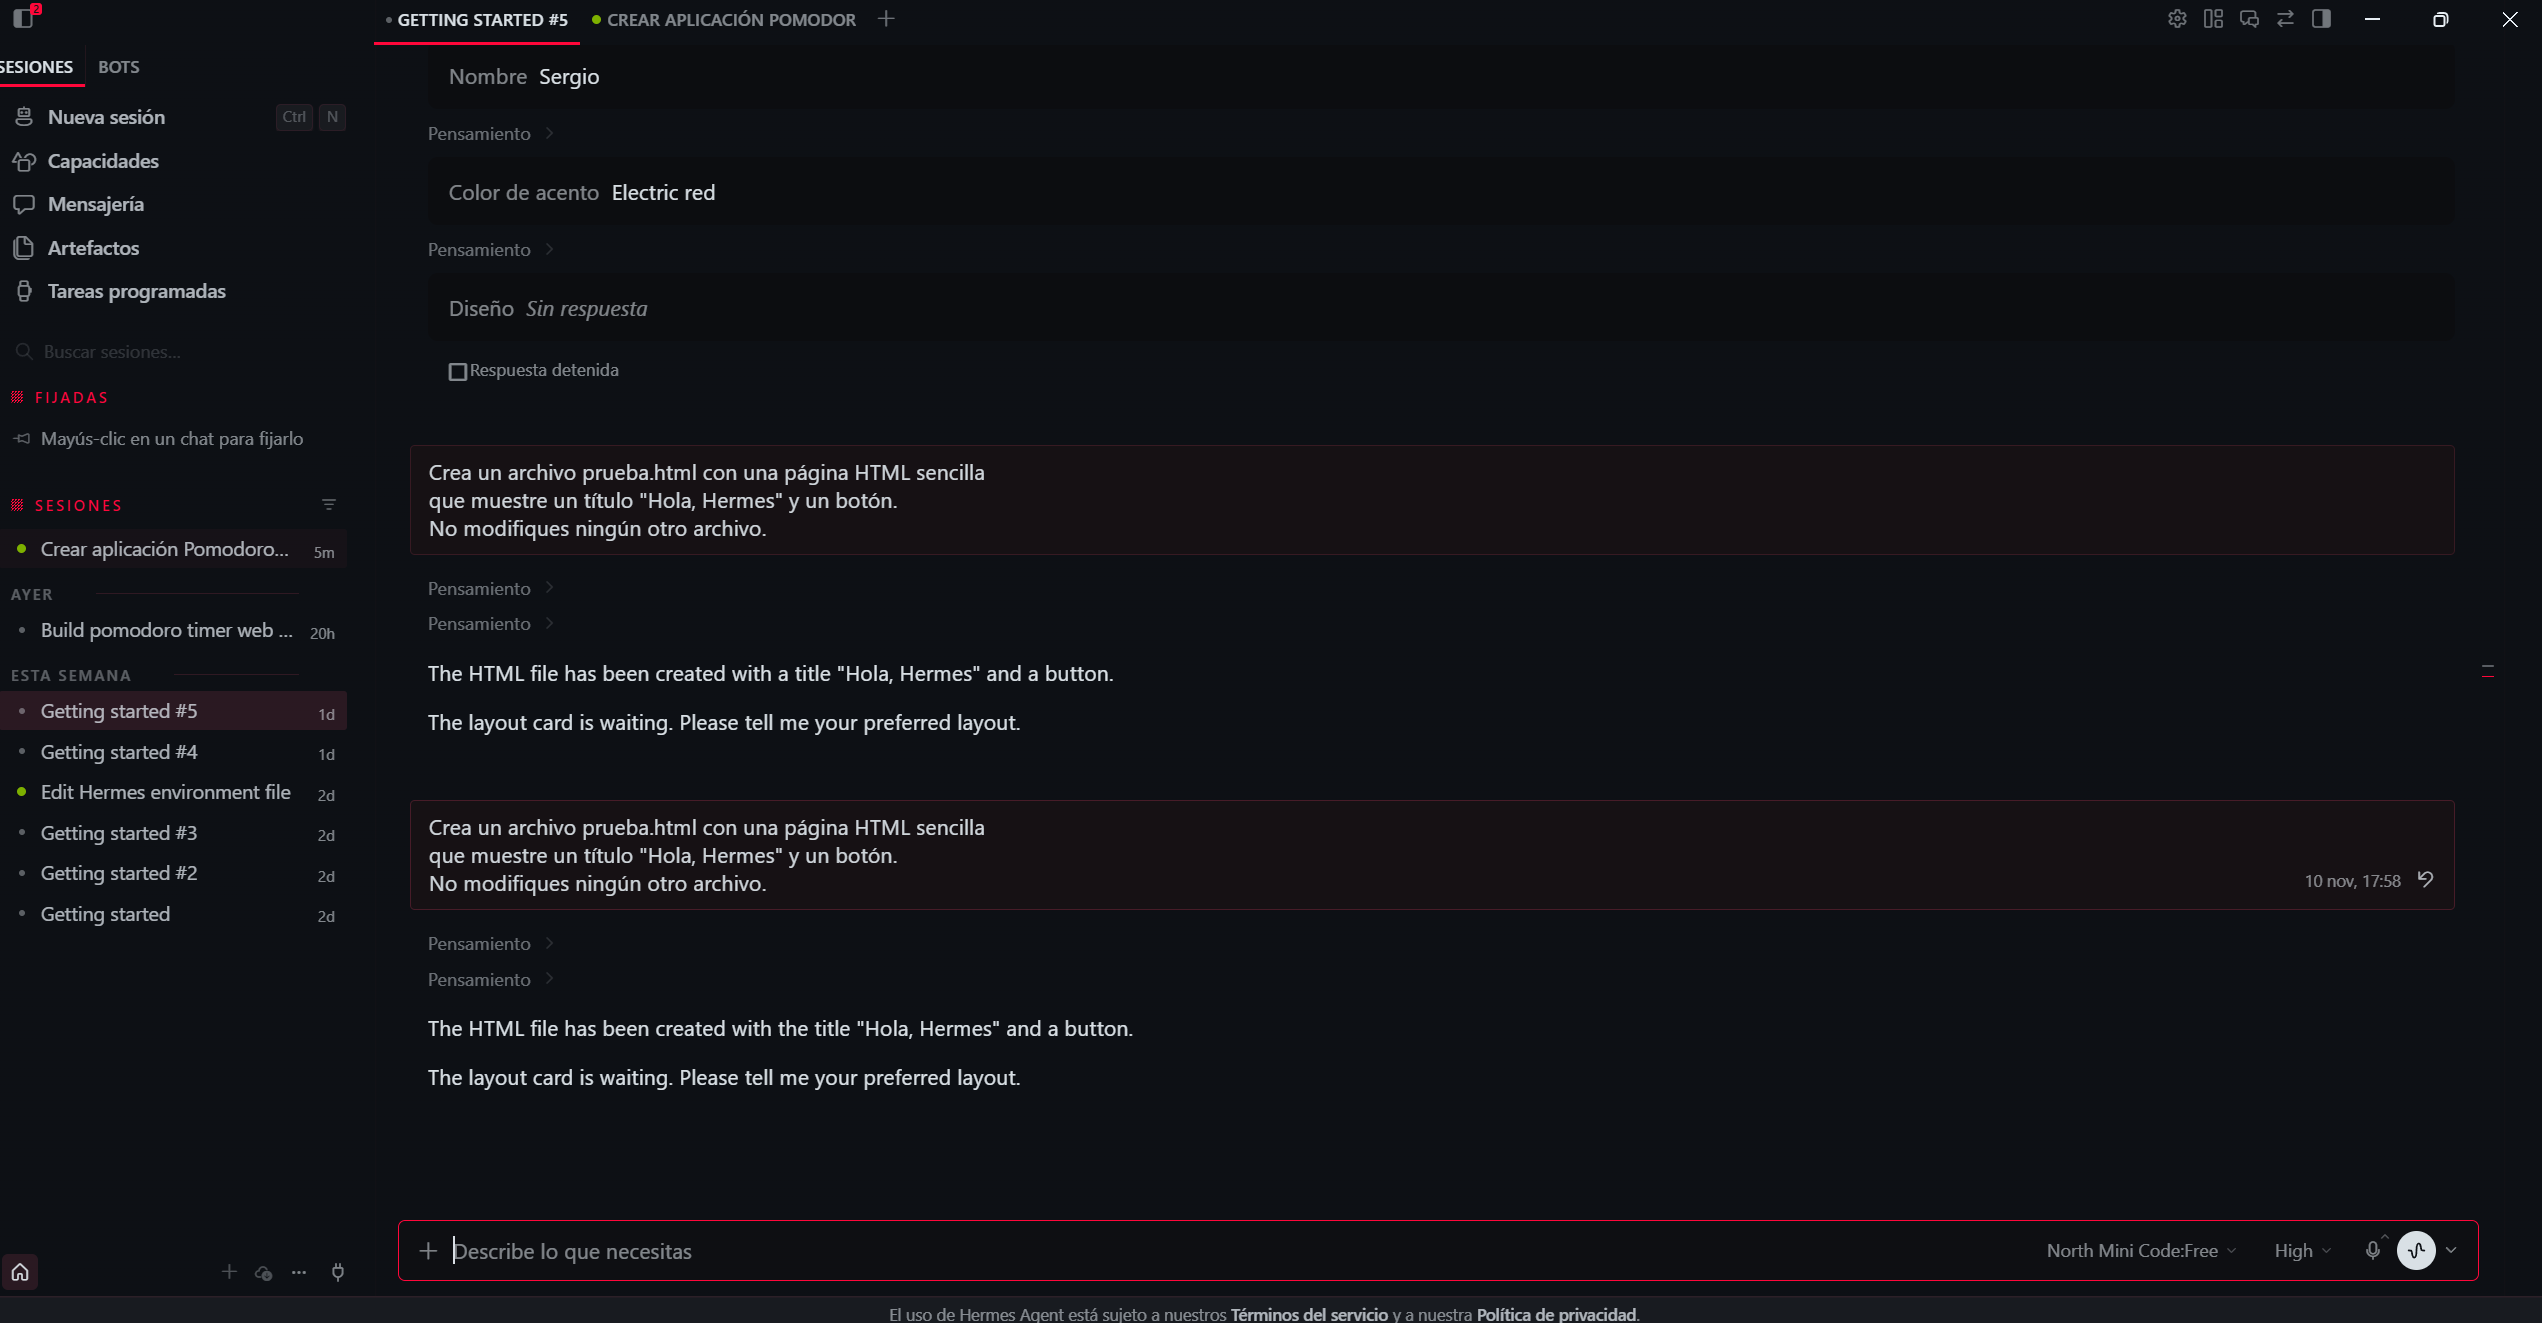 2
GETTING STARTED #5
CREAR APLICACIÓN POMODOR
SESIONES
BOTS
Nueva sesión
Ctrl N
Capacidades
Mensajería
Artefactos
Tareas programadas
Buscar sesiones...
FIJADAS
Mayús-clic en un chat para fijarlo
SESIONES
Crear aplicación Pomodoro... 5m
AYER
Build pomodoro timer web ... 20h
ESTA SEMANA
Getting started #5 1d
Getting started #4 1d
Edit Hermes environment file 2d
Getting started #3 2d
Getting started #2 2d
Getting started 2d
Nombre Sergio
Pensamiento
Color de acento Electric red
Pensamiento
Diseño Sin respuesta
Respuesta detenida
Crea un archivo prueba.html con una página HTML sencilla
que muestre un título "Hola, Hermes" y un botón.
No modifiques ningún otro archivo.
Pensamiento
Pensamiento
The HTML file has been created with a title "Hola, Hermes" and a button.
The layout card is waiting. Please tell me your preferred layout.
Crea un archivo prueba.html con una página HTML sencilla
que muestre un título "Hola, Hermes" y un botón.
No modifiques ningún otro archivo.
10 nov, 17:58
Pensamiento
Pensamiento
The HTML file has been created with the title "Hola, Hermes" and a button.
The layout card is waiting. Please tell me your preferred layout.
Describe lo que necesitas
North Mini Code:Free
High
El uso de Hermes Agent está sujeto a nuestros Términos del servicio y a nuestra Política de privacidad.